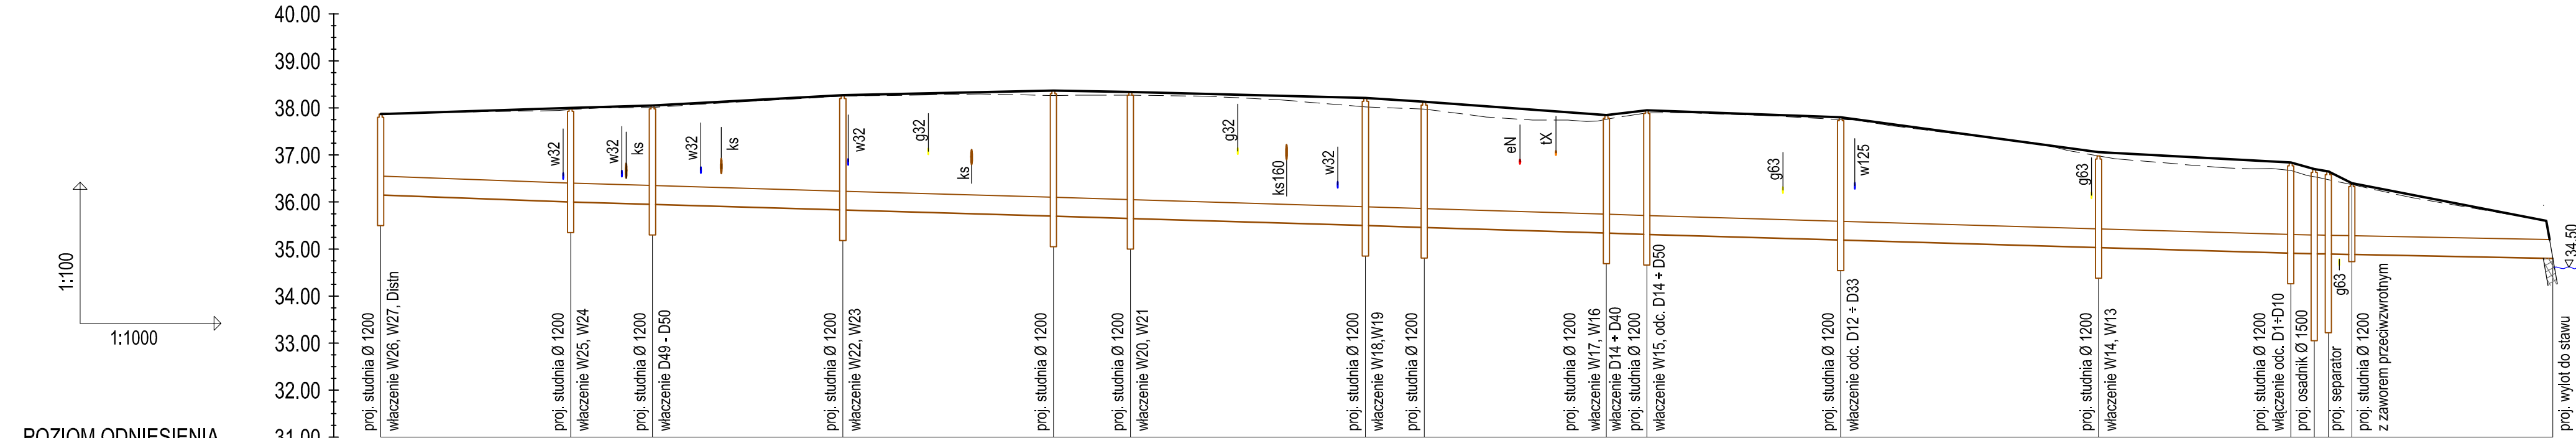 40.00
39.00
38.00
37.00
36.00
35.00
34.00
33.00
32.00
31.00
1:100
1:1000
POZIOM ODNIESIENIA
w32
w32
ks
w32
ks
w32
g32
ks
g32
ks160
w32
eN
tX
g63
w125
g63
g63
34.50
proj. studnia Ø 1200
włączenie W26, W27, Distn
proj. studnia Ø 1200
włączenie W25, W24
proj. studnia Ø 1200
włączenie D49 - D50
proj. studnia Ø 1200
włączenie W22, W23
proj. studnia Ø 1200
proj. studnia Ø 1200
włączenie W20, W21
proj. studnia Ø 1200
włączenie W18,W19
proj. studnia Ø 1200
proj. studnia Ø 1200
włączenie W17, W16
włączenie D14 ÷ D40
proj. studnia Ø 1200
włączenie W15, odc. D14 ÷ D50
proj. studnia Ø 1200
włączenie odc. D12 ÷ D33
proj. studnia Ø 1200
włączenie W14, W13
proj. studnia Ø 1200
włączenie odc. D1÷D10
proj. osadnik Ø 1500
proj. separator
proj. studnia Ø 1200
z zaworem przeciwzwrotnym
proj. wylot do stawu